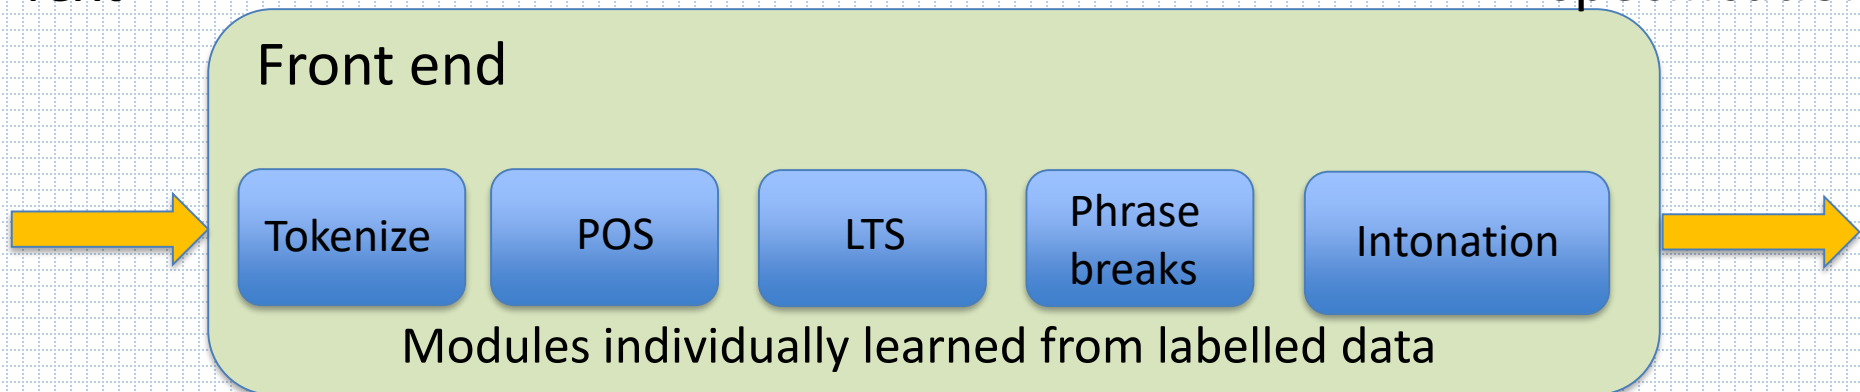 Front end
Tokenize
POS
LTS
Phrase
breaks
Intonation
Modules individually learned from labelled data